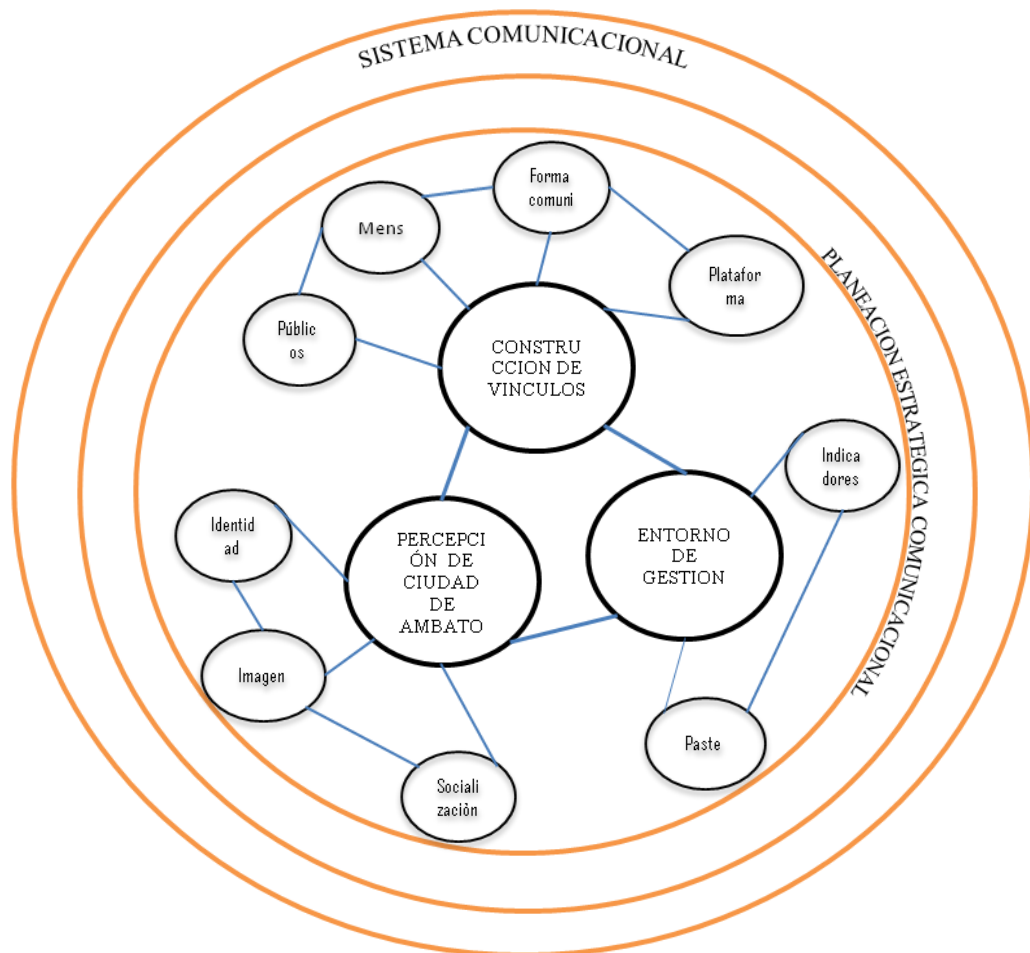 SISTEMA COMUNICACIONAL
Forma
comuni
Mens
Platafor
ma
Públic
os
PLANEACION ESTRATEGICA COMUNICACIONAL
CONSTRU
CCION DE
VINCULOS
Indica
dores
Identid
ad
PERCEPCI
ÓN DE
CIUDAD
DE
AMBATO
ENTORNO
DE
GESTION
Imagen
Paste
Sociali
zación